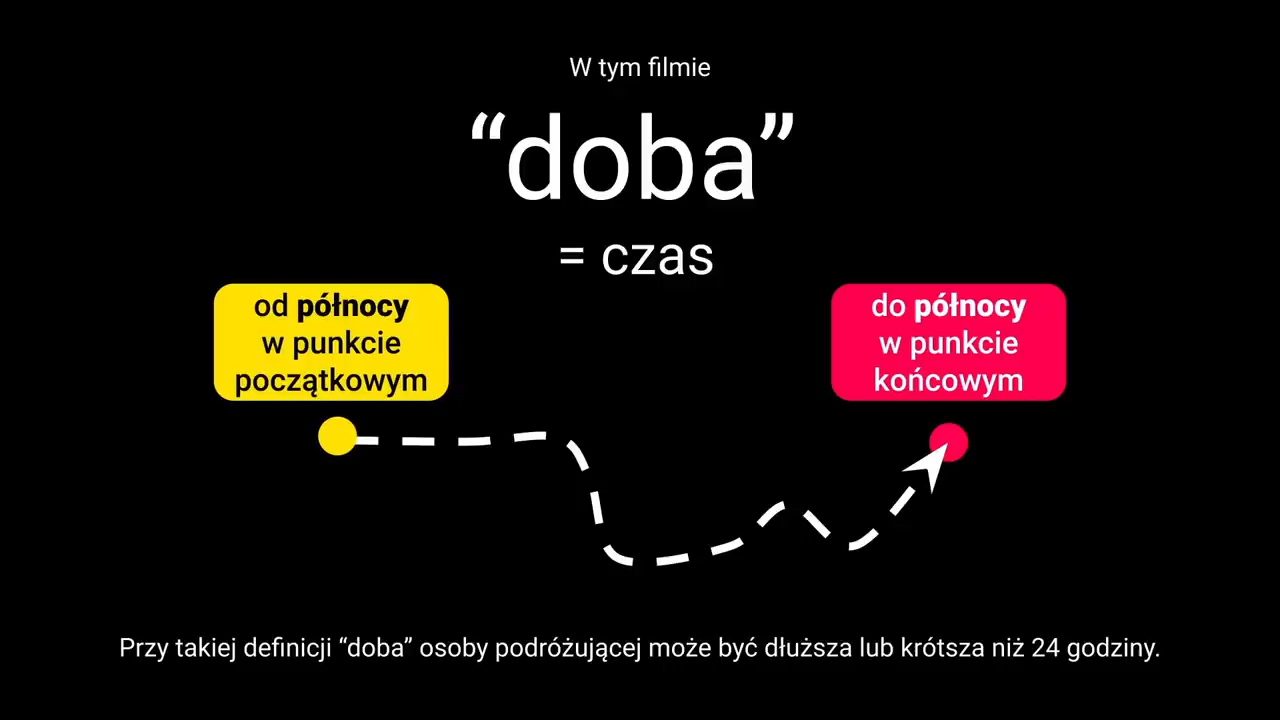 W tym filmie
“doba”
= czas
od północy
w punkcie
początkowym
do północy
w punkcie
końcowym
Przy takiej definicji “doba” osoby podróżującej może być dłuższa lub krótsza niż 24 godziny.